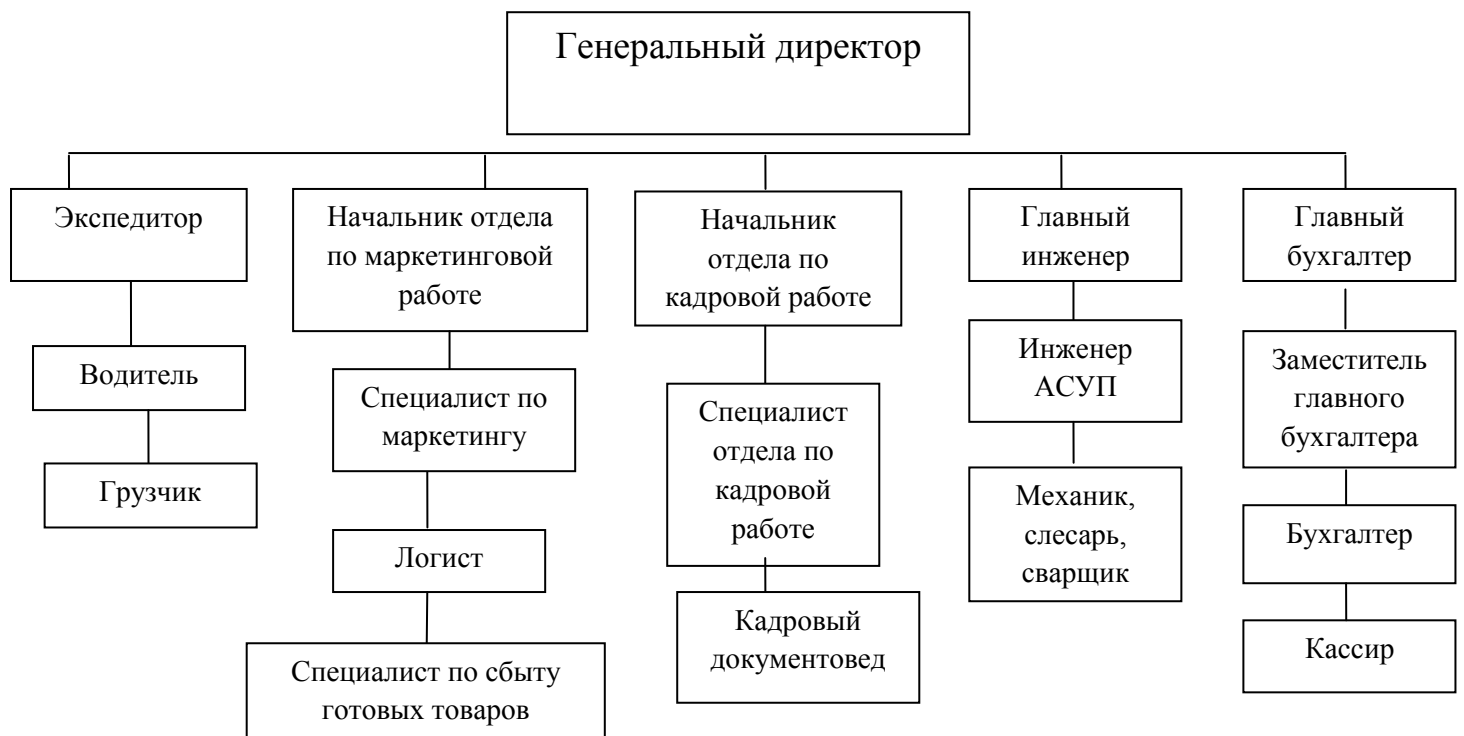 Генеральный директор
Экспедитор
Водитель
Грузчик
Начальник отдела
по маркетинговой
работе
Специалист по
маркетингу
Логист
Специалист по сбыту
готовых товаров
Начальник
отдела по
кадровой работе
Специалист
отдела по
кадровой
работе
Кадровый
документовед
Главный
инженер
Инженер
АСУП
Механик,
слесарь,
сварщик
Главный
бухгалтер
Заместитель
главного
бухгалтера
Бухгалтер
Кассир